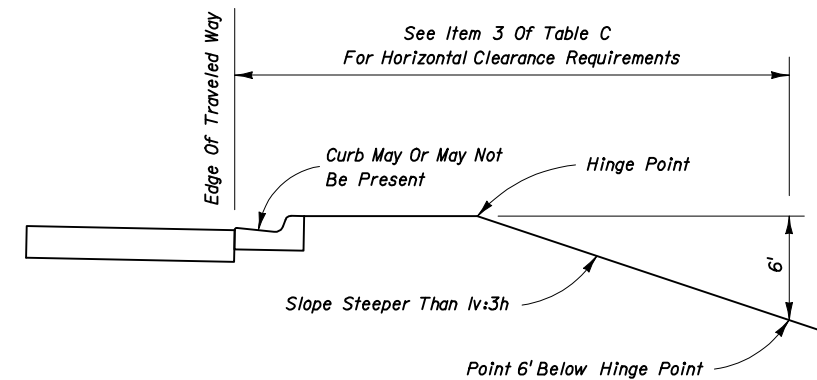 Edge Of Traveled Way
See Item 3 Of Table C
For Horizontal Clearance Requirements
Curb May Or May Not
Be Present
Hinge Point
6'
Slope Steeper Than 1v:3h
Point 6' Below Hinge Point